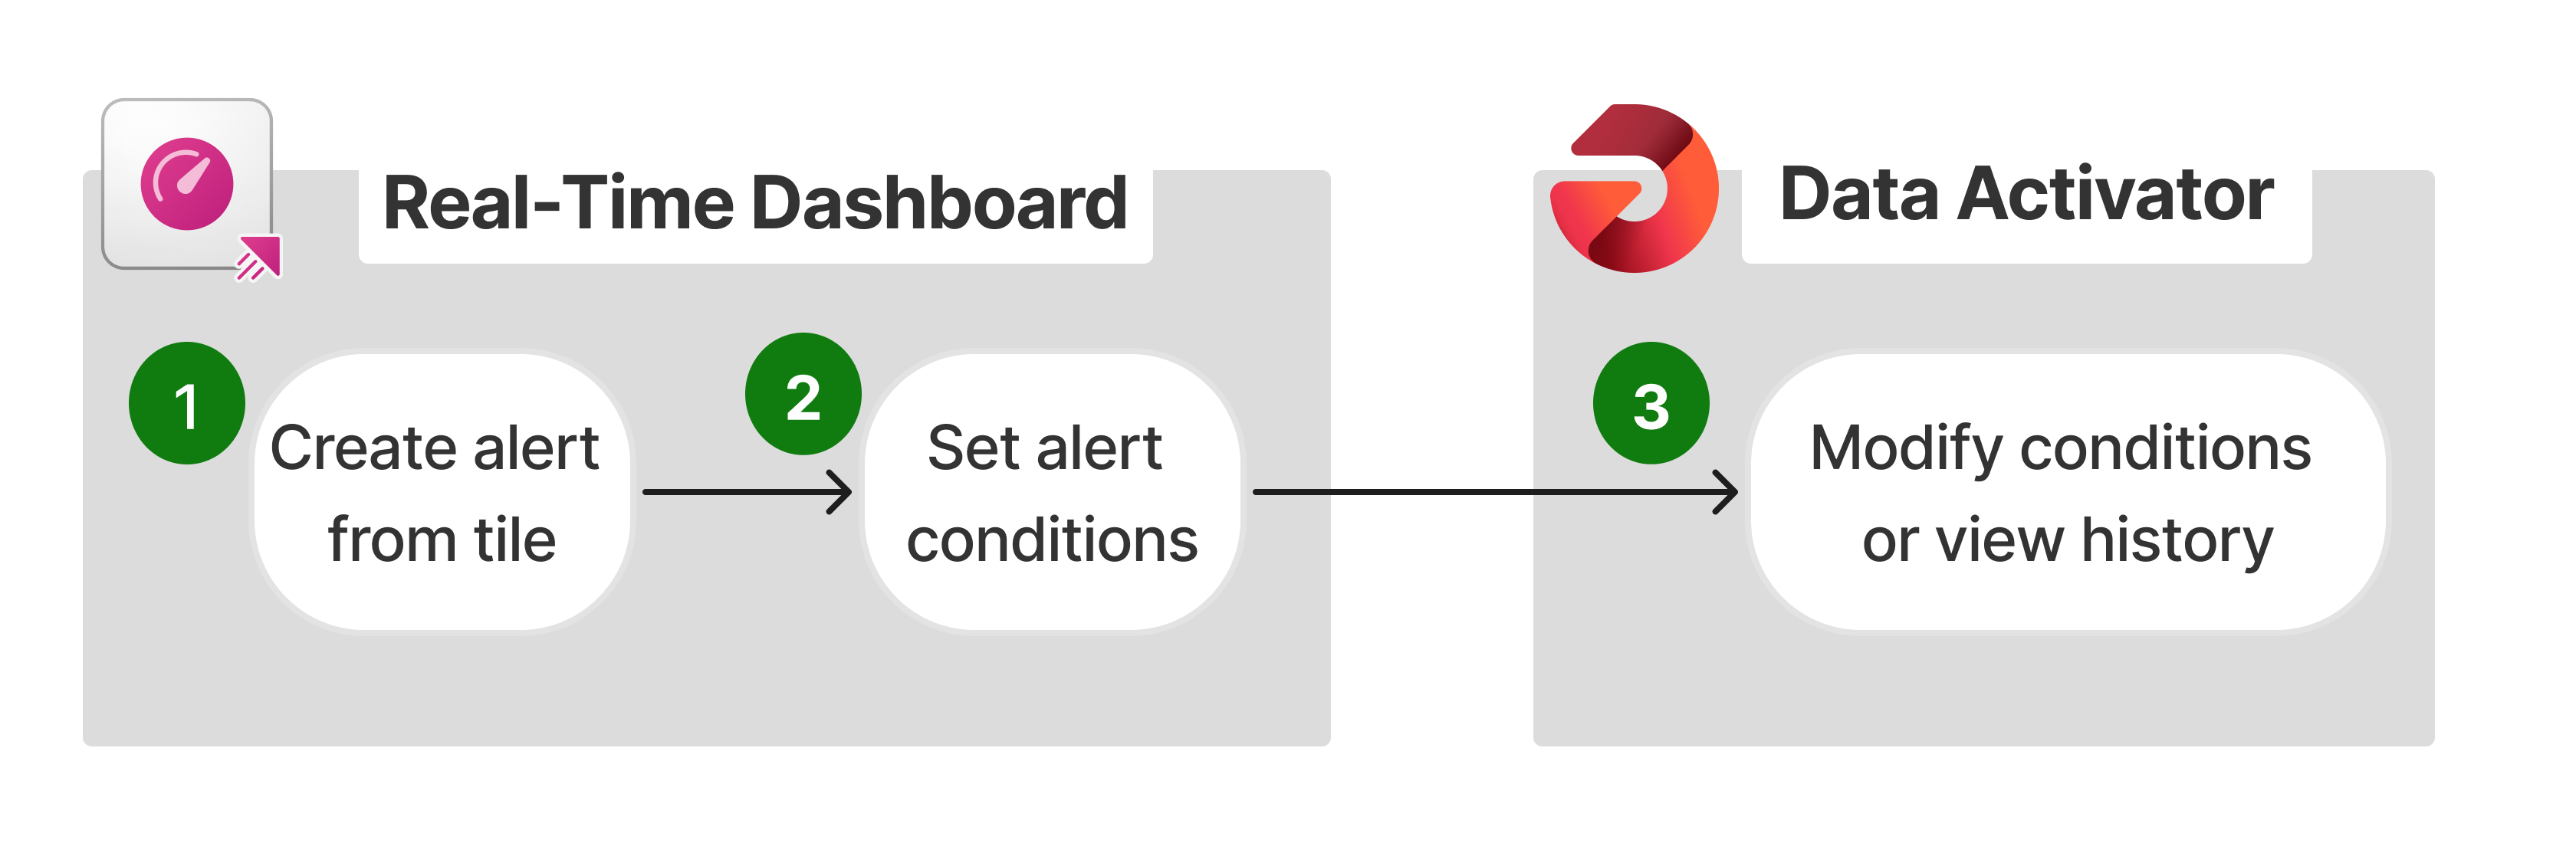 Real-Time Dashboard
1
Create alert
from tile
2
Set alert
conditions
Data Activator
3
Modify conditions
or view history